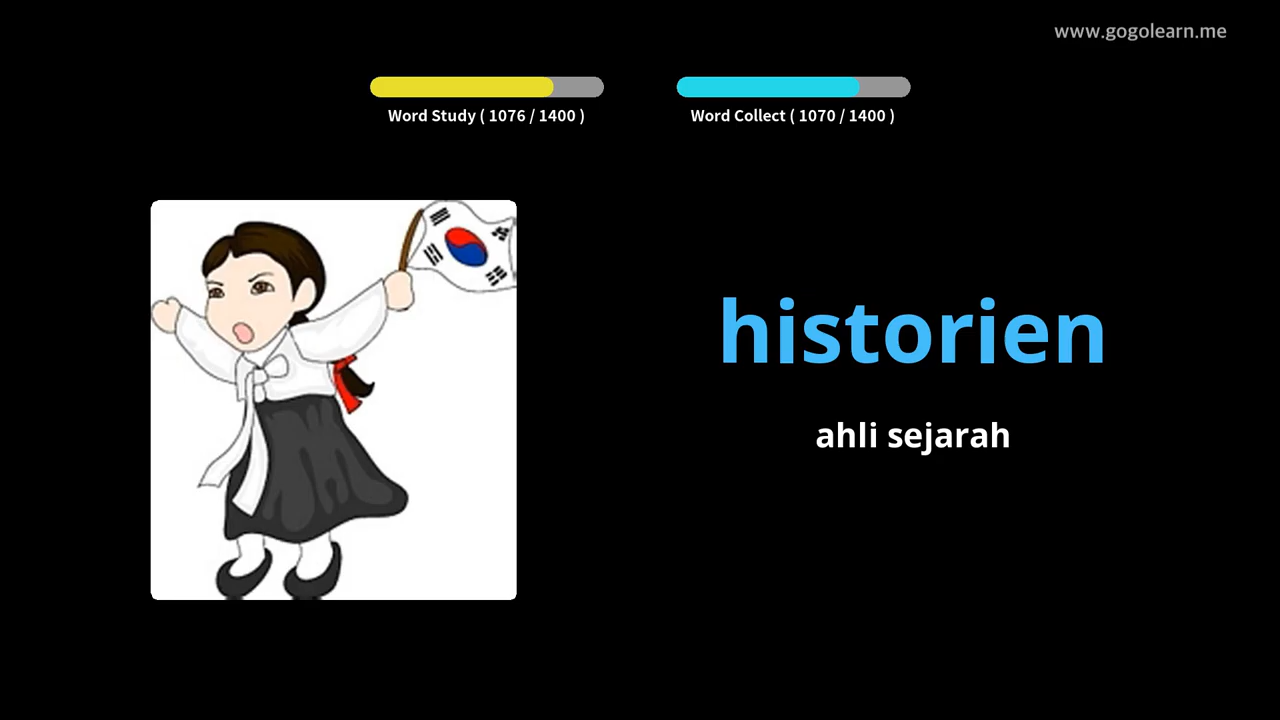 www.gogolearn.me
Word Study ( 1076 / 1400 )
Word Collect ( 1070 / 1400 )
historien
ahli sejarah